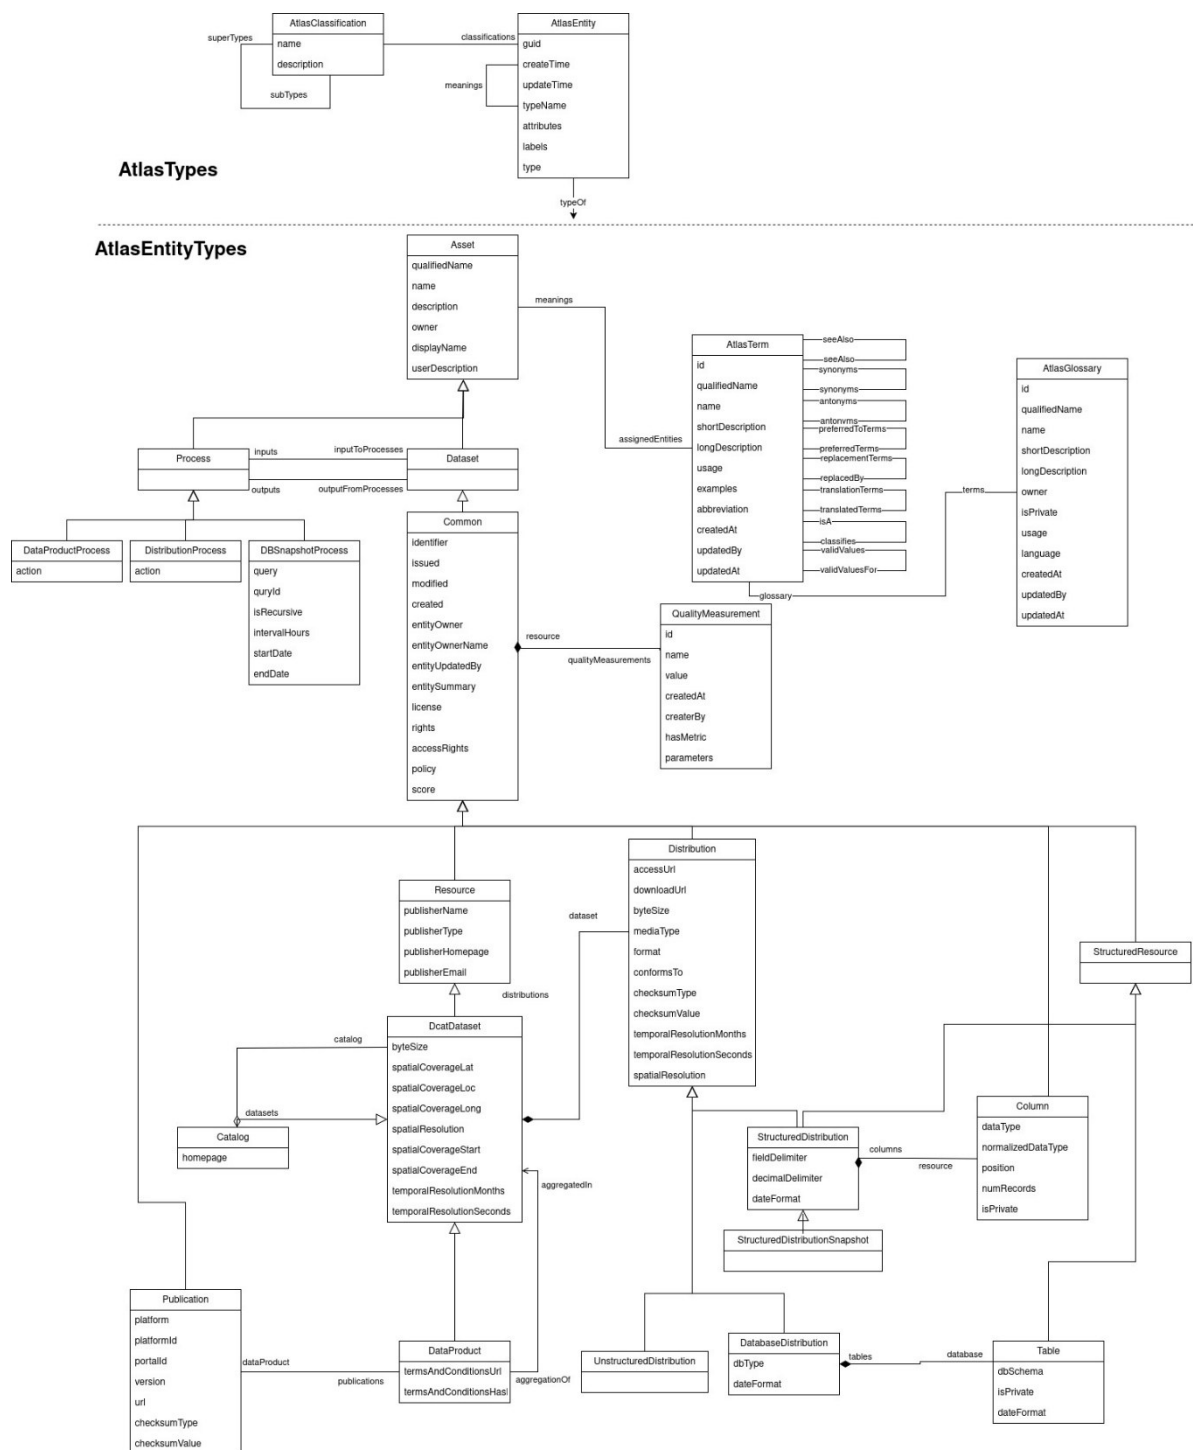 AtlasClassification
name
description
superTypes
subTypes
classifications
AtlasEntity
guid
createTime
updateTime
typeName
attributes
labels
type
meanings
typeOf
AtlasTypes
AtlasEntityTypes
Asset
qualifiedName
name
description
owner
displayName
userDescription
meanings
assignedEntities
AtlasTerm
id
qualifiedName
name
shortDescription
longDescription
usage
examples
abbreviation
createdAt
updatedBy
updatedAt
seeAlso
seeAlso
synonyms
synonyms
antonyms
antonyms
preferredToTerms
preferredTerms
replacementTerms
replacedBy
translationTerms
translatedTerms
isA
classifies
validValues
validValuesFor
terms
glossary
AtlasGlossary
id
qualifiedName
name
shortDescription
longDescription
owner
isPrivate
usage
language
createdAt
updatedBy
updatedAt
Process
inputs
inputToProcesses
outputs
outputFromProcesses
Dataset
DataProductProcess
action
DistributionProcess
action
DBSnapshotProcess
query
quryId
isRecursive
intervalHours
startDate
endDate
Common
identifier
issued
modified
created
entityOwner
entityOwnerName
entityUpdatedBy
entitySummary
license
rights
accessRights
policy
score
resource
qualityMeasurements
QualityMeasurement
id
name
value
createdAt
createrBy
hasMetric
parameters
Resource
publisherName
publisherType
publisherHomepage
publisherEmail
distributions
dataset
Distribution
accessUrl
downloadUrl
byteSize
mediaType
format
conformsTo
checksumType
checksumValue
temporalResolutionMonths
temporalResolutionSeconds
spatialResolution
StructuredResource
DcatDataset
byteSize
spatialCoverageLat
spatialCoverageLoc
spatialCoverageLong
spatialResolution
spatialCoverageStart
spatialCoverageEnd
temporalResolutionMonths
temporalResolutionSeconds
catalog
datasets
Catalog
homepage
aggregatedIn
aggregationOf
StructuredDistribution
fieldDelimiter
decimalDelimiter
dateFormat
columns
resource
Column
dataType
normalizedDataType
position
numRecords
isPrivate
StructuredDistributionSnapshot
Publication
platform
platformId
portalId
version
url
checksumType
checksumValue
dataProduct
publications
DataProduct
termsAndConditionsUrl
termsAndConditionsHasl
UnstructuredDistribution
DatabaseDistribution
dbType
dateFormat
tables
database
Table
dbSchema
isPrivate
dateFormat